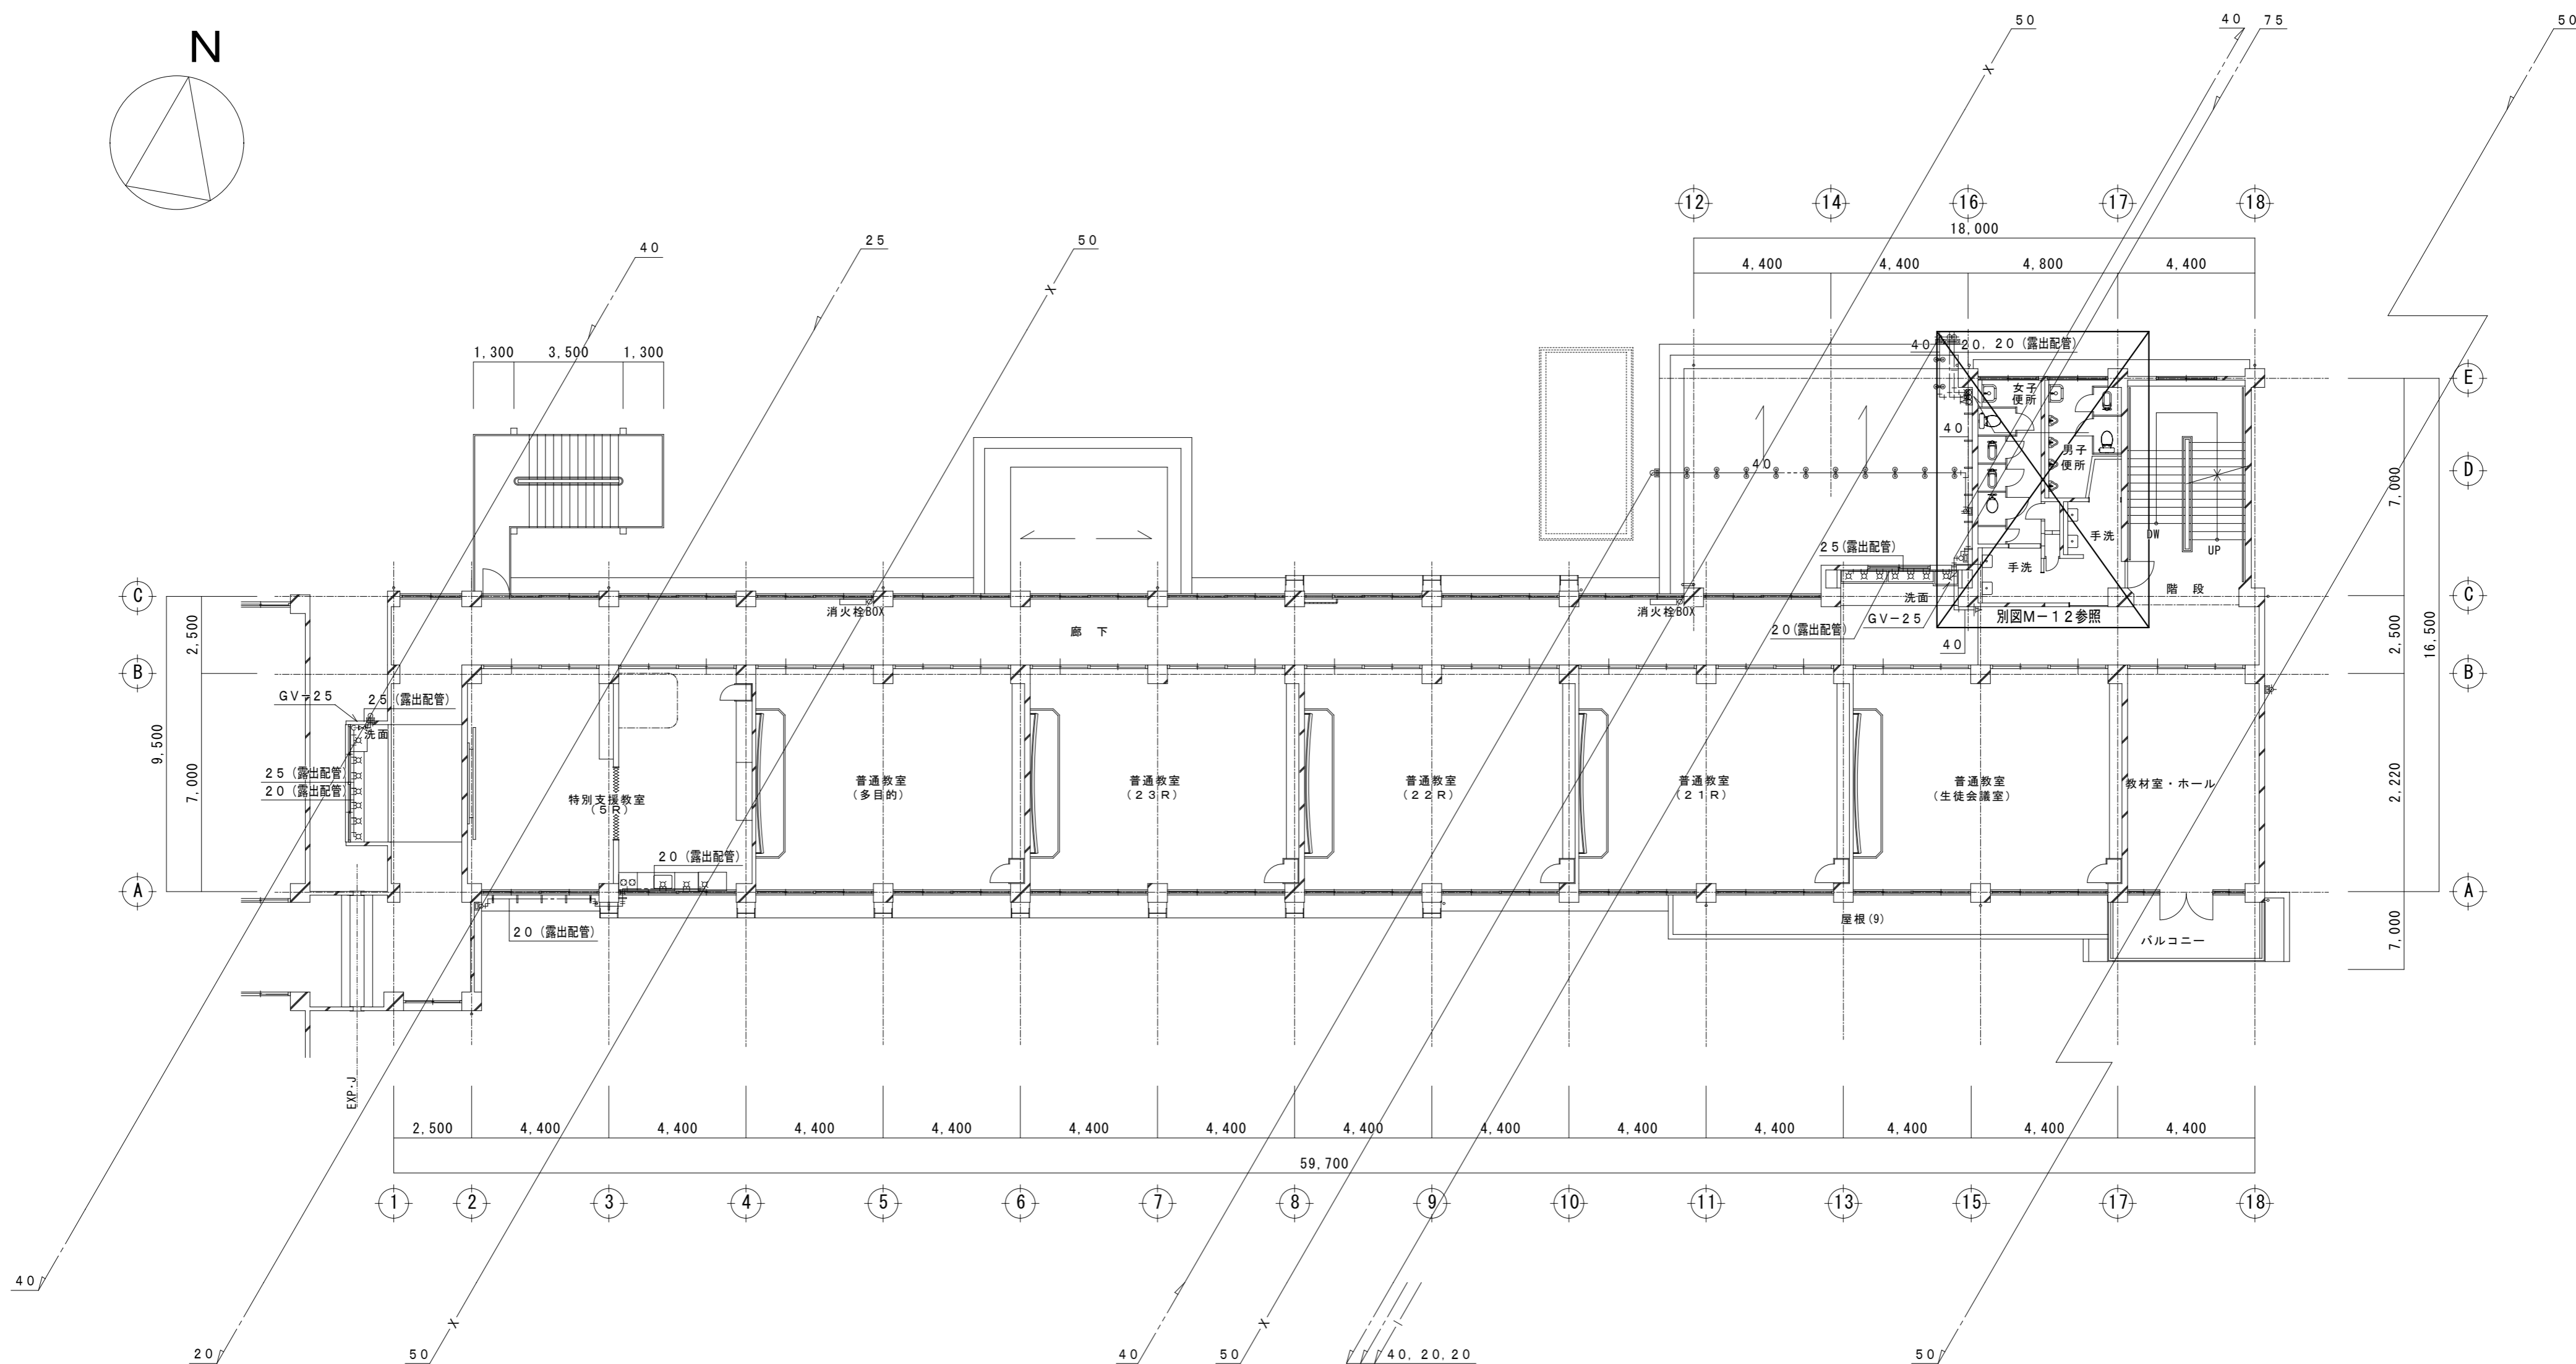 N
50
40
75
50
40
25
50
12
14
16
17
18
18,000
4,400
4,400
4,800
4,400
1,300
3,500
1,300
40
20, 20 (露出配管)
女子
便所
E
40
男子
便所
40
D
7,000
手洗
DW
UP
25(露出配管)
手洗
階 段
C
消火栓BOX
消火栓BOX
洗面
C
2,500
廊 下
20(露出配管)
GV-25
別図M-12参照
40
2,500
16,500
B
B
GV-25
25 (露出配管)
洗面
9,500
7,000
25 (露出配管)
20 (露出配管)
特別支援教室
(5R)
普通教室
(多目的)
普通教室
(23R)
普通教室
(22R)
普通教室
(21R)
普通教室
(生徒会議室)
教材室・ホール
2,220
20 (露出配管)
A
A
20 (露出配管)
屋根(9)
バルコニー
7,000
EXP.J
2,500
4,400
4,400
4,400
4,400
4,400
4,400
4,400
4,400
4,400
4,400
4,400
4,400
4,400
59,700
1
2
3
4
5
6
7
8
9
10
11
13
15
17
18
40
20
50
40
50
40, 20, 20
50